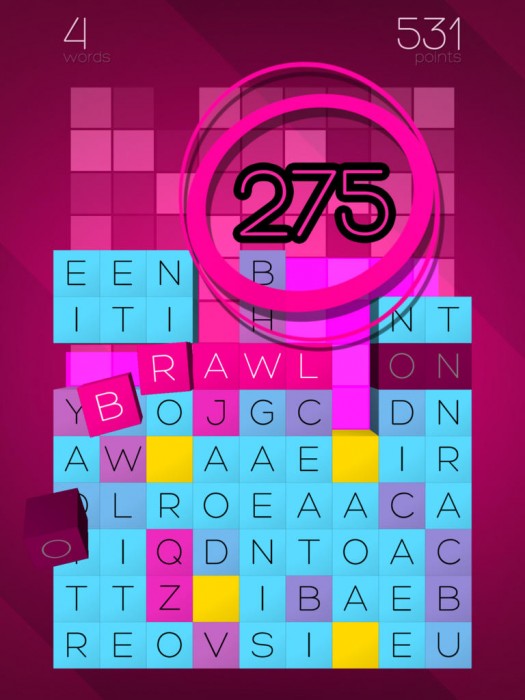 4 531
words points
275
E E N B
I T I H N T
B R A W L O N
Y O J G C D N
A W A A E I R
L R O E A A C A
I Q D N T O A C
O
T T Z I B A E B
R E O V S I E U